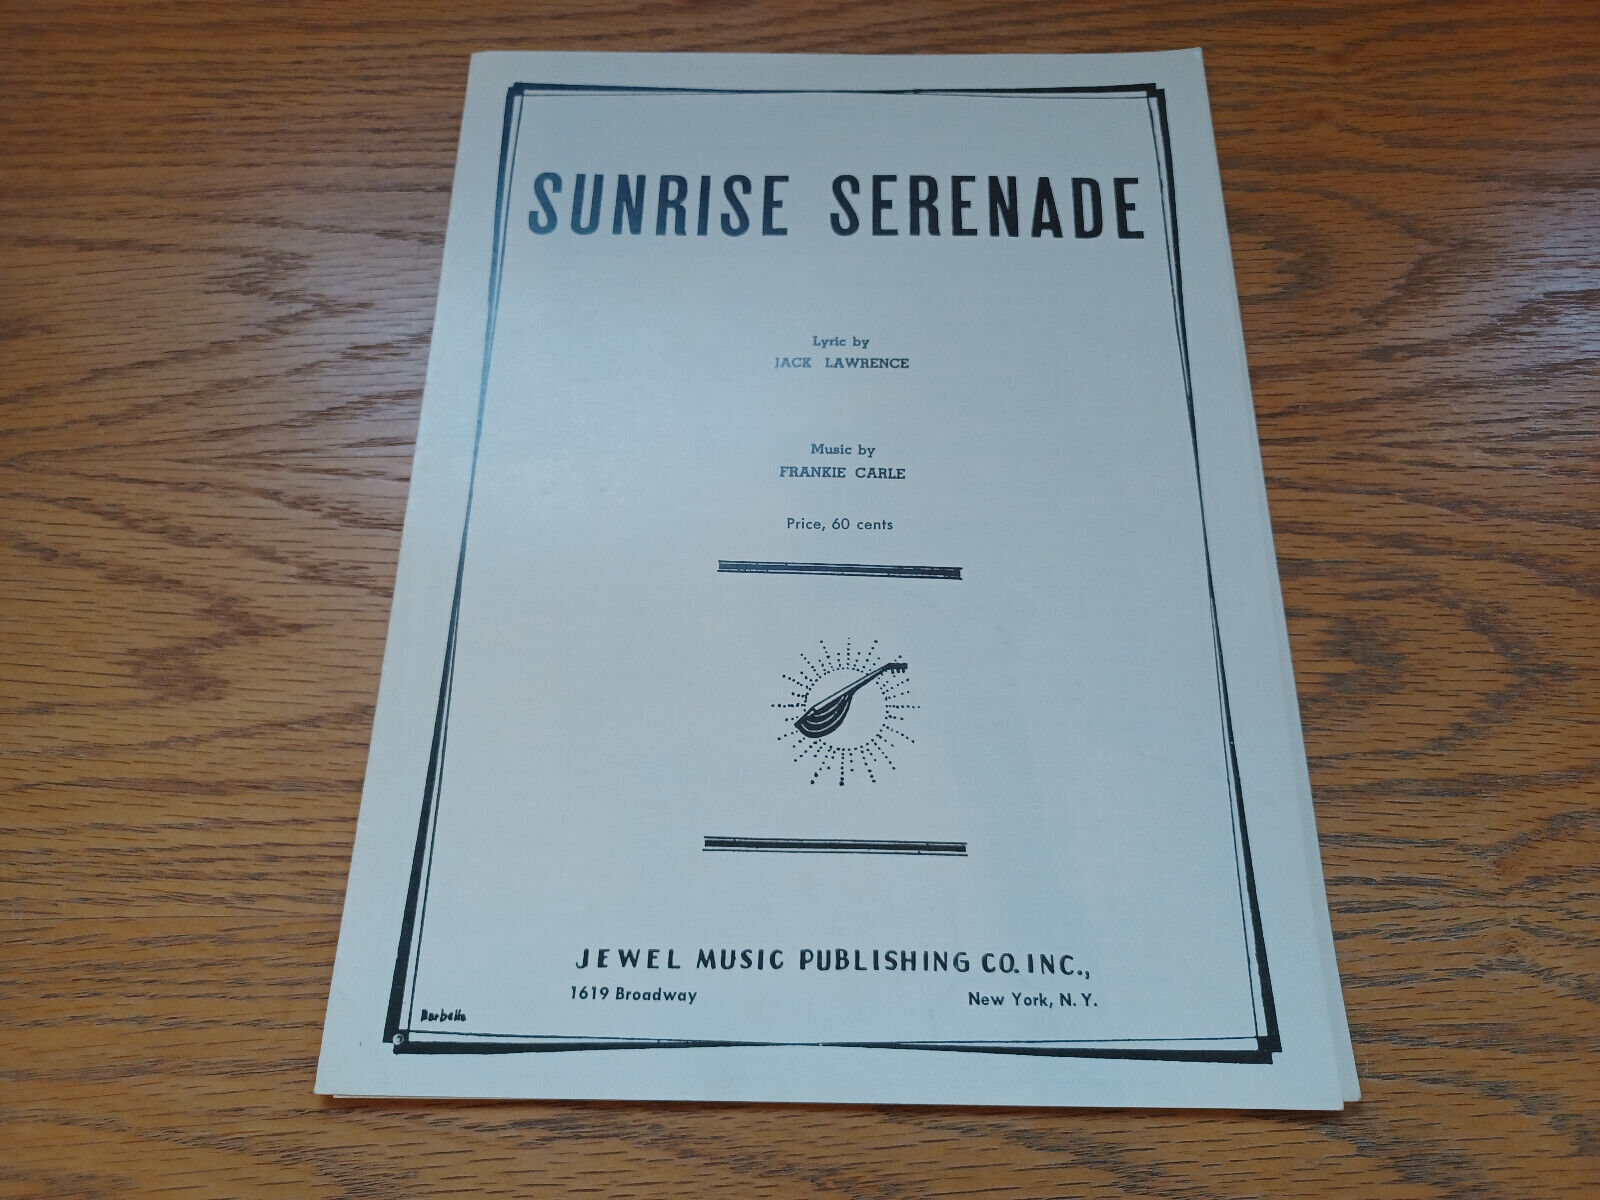 SUNRISE SERENADE
Lyric by
JACK LAWRENCE
Music by
FRANKIE CARLE
Price, 60 cents
JEWEL MUSIC PUBLISHING CO. INC.,
1619 Broadway New York, N. Y.
Barbelle